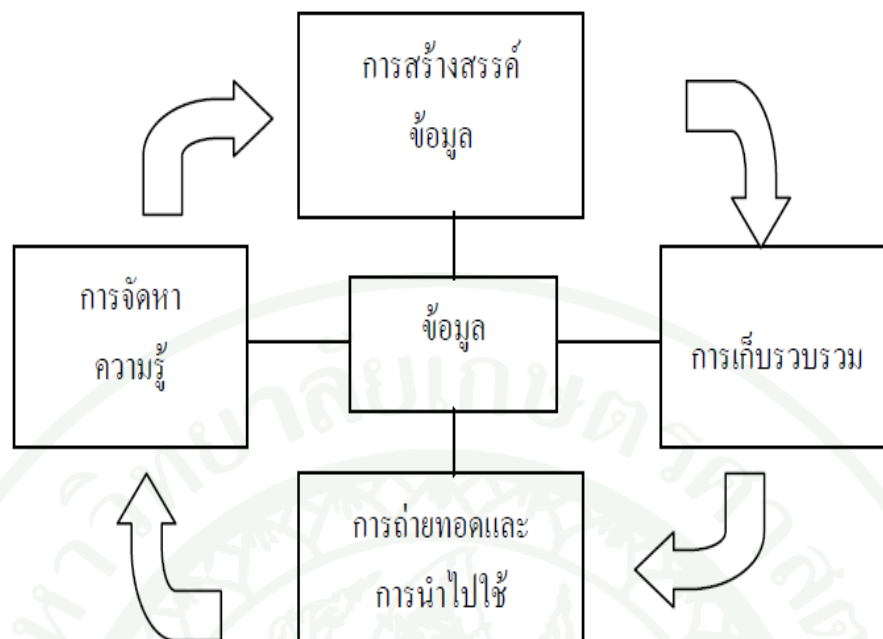 การสร้างสรรค์
ข้อมูล
การจัดหา
ความรู้
ข้อมูล
การเก็บรวบรวม
การถ่ายทอดและ
การนำไปใช้